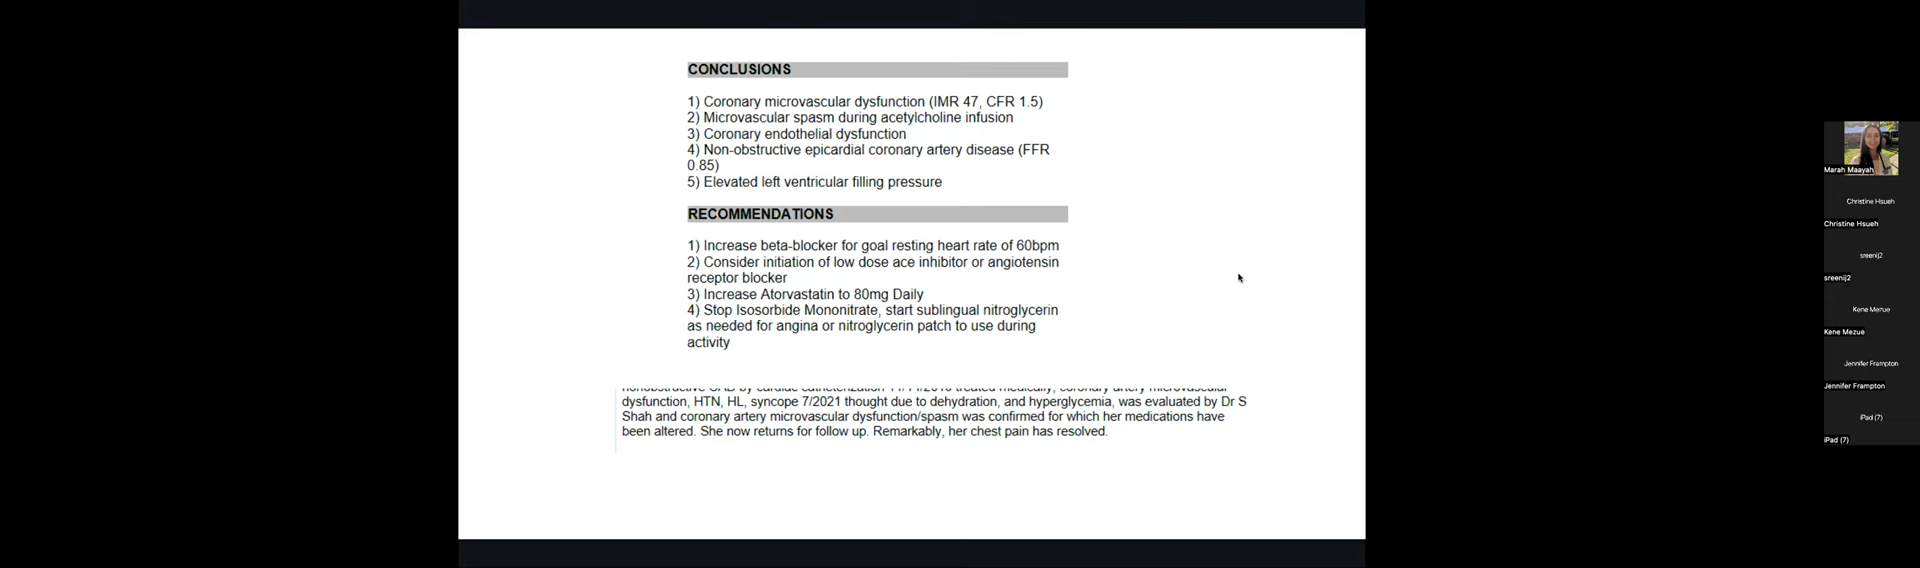 CONCLUSIONS
1) Coronary microvascular dysfunction (IMR 47, CFR 1.5)
2) Microvascular spasm during acetylcholine infusion
3) Coronary endothelial dysfunction
4) Non-obstructive epicardial coronary artery disease (FFR
0.85)
5) Elevated left ventricular filling pressure
RECOMMENDATIONS
1) Increase beta-blocker for goal resting heart rate of 60bpm
2) Consider initiation of low dose ace inhibitor or angiotensin
receptor blocker
3) Increase Atorvastatin to 80mg Daily
4) Stop Isosorbide Mononitrate, start sublingual nitroglycerin
as needed for angina or nitroglycerin patch to use during
activity
dysfunction, HTN, HL, syncope 7/2021 thought due to dehydration, and hyperglycemia, was evaluated by Dr S
Shah and coronary artery microvascular dysfunction/spasm was confirmed for which her medications have
been altered. She now returns for follow up. Remarkably, her chest pain has resolved.
Marah Maayah
Christine Hsueh
Christine Hsueh
sreenij2
sreenij2
Kene Mezue
Kene Mezue
Jennifer Frampton
Jennifer Frampton
iPad (7)
iPad (7)